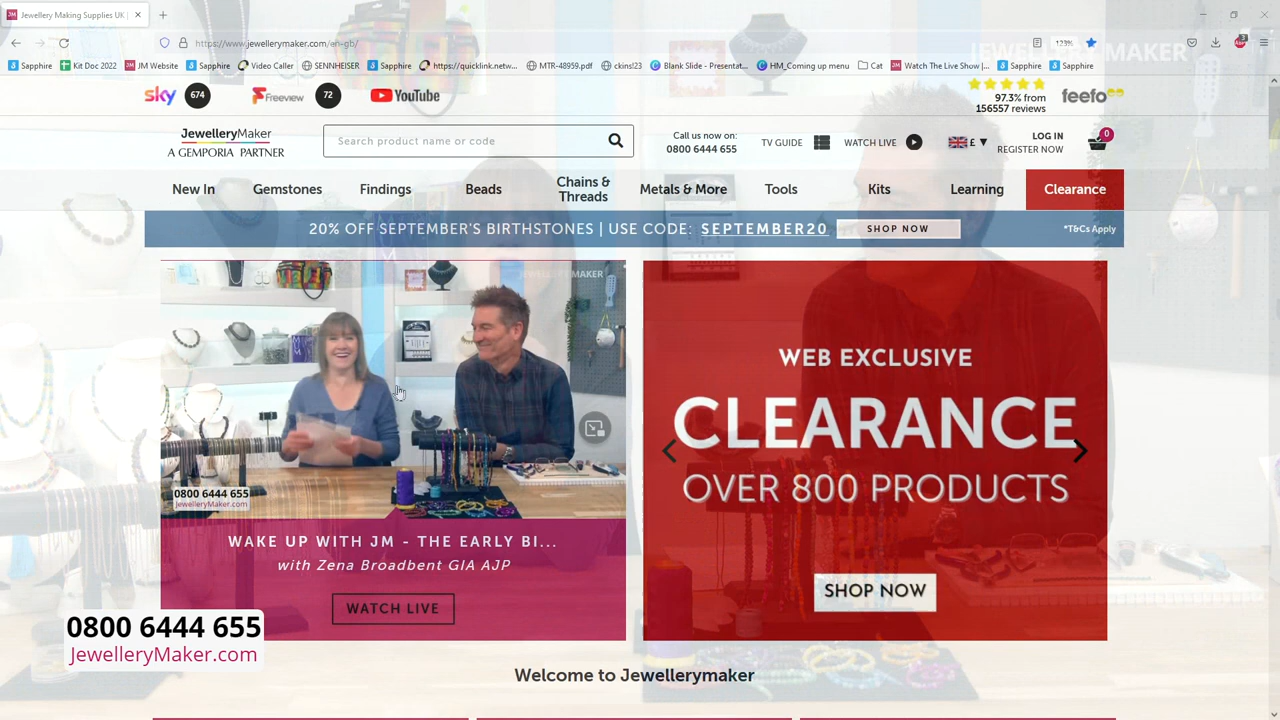 Jewellery Making Supplies UK |
https://www.jewellerymaker.com/en-gb
123%
JEWELLERYMAKER
Sapphire
Kit Doc 2022
JM Website
Sapphire
Video Caller
SENNHEISER
Sapphire
https://quicklink.netw...
MTR-48959.pdf
ckins!23
Blank Slide - Presentat...
HM_Coming up menu
Cat
Watch The Live Show |...
Sapphire
Sapphire
sky 674
Freeview 72
YouTube
97.3% from
156557 reviews
feefo
JewelleryMaker
A GEMPORIA PARTNER
Search product name or code
Call us now on:
0800 6444 655
TV GUIDE
WATCH LIVE
£ ▼
LOG IN
REGISTER NOW
0
New In
Gemstones
Findings
Beads
Chains &
Threads
Metals & More
Tools
Kits
Learning
Clearance
20% OFF SEPTEMBER'S BIRTHSTONES | USE CODE: SEPTEMBER20
SHOP NOW
*T&Cs Apply
JEWELLERYMAKER
0800 6444 655
JewelleryMaker.com
WAKE UP WITH JM - THE EARLY BI...
with Zena Broadbent GIA AJP
WATCH LIVE
WEB EXCLUSIVE
CLEARANCE
OVER 800 PRODUCTS
SHOP NOW
0800 6444 655
JewelleryMaker.com
Welcome to Jewellerymaker